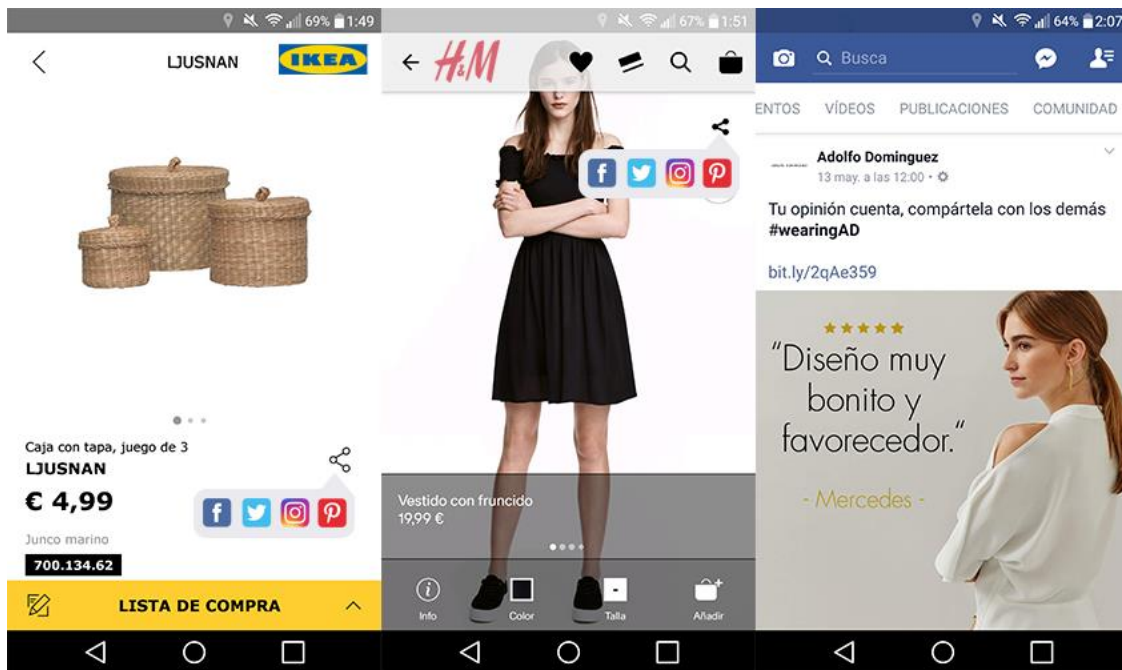 69% 1:49
LJUSNAN
IKEA
Caja con tapa, juego de 3
LJUSNAN
€ 4,99
Junco marino
700.134.62
LISTA DE COMPRA
67% 1:51
H&M
Vestido con fruncido
19,99 €
Info
Color
Talla
Añadir
64% 2:07
Busca
ENTOS VÍDEOS PUBLICACIONES COMUNIDAD
Adolfo Dominguez
13 may. a las 12:00
Tu opinión cuenta, compártela con los demás
#wearingAD
bit.ly/2qAe359
“Diseño muy
bonito y
favorecedor.“
- Mercedes -